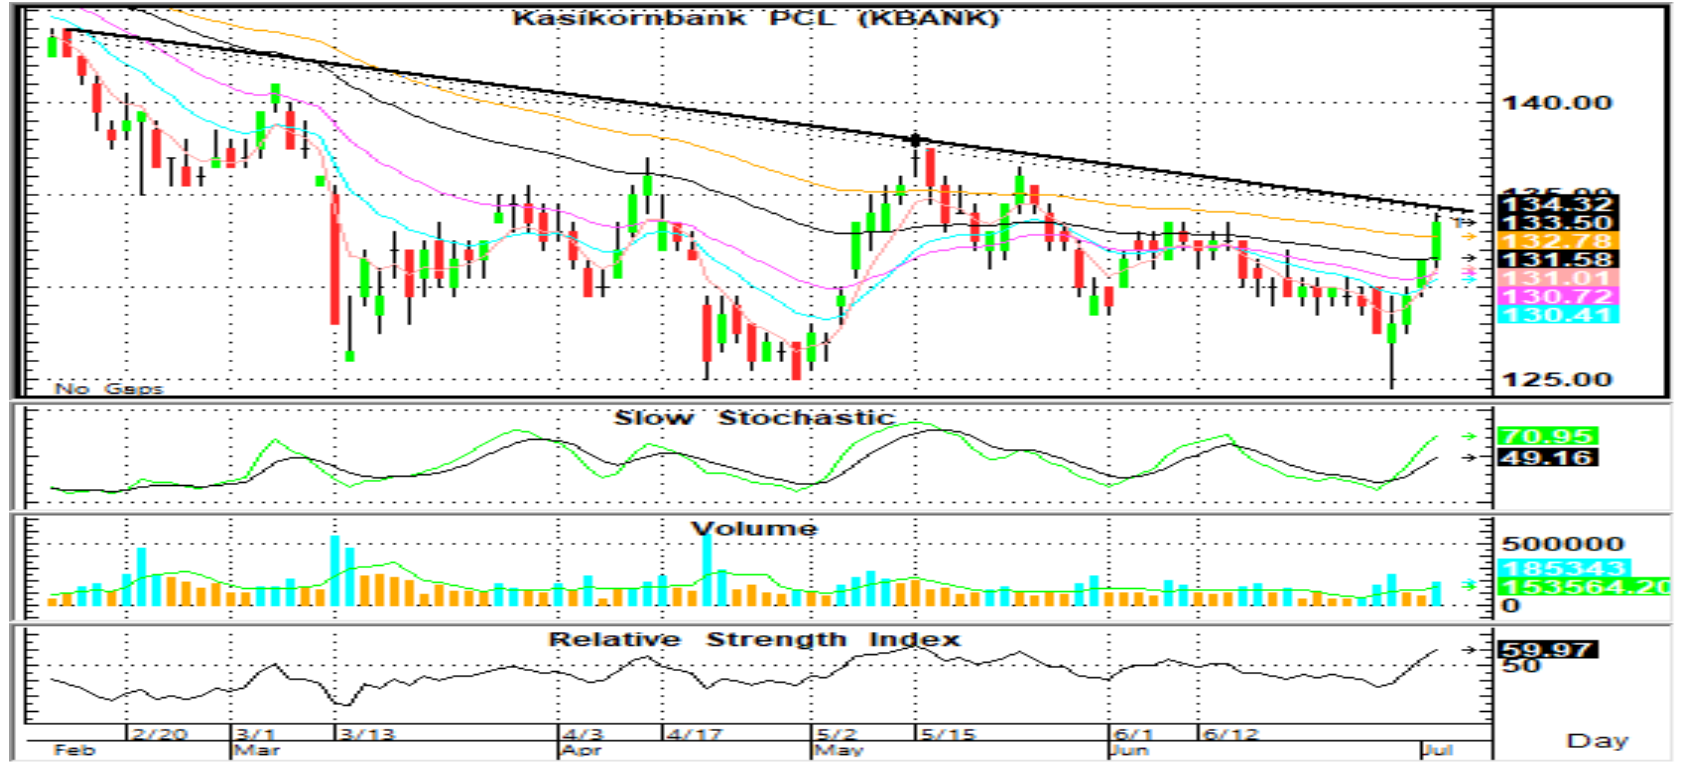 Kasikornbank PCL (KBANK)
140.00
135.00
134.32
133.50
132.78
131.58
131.01
130.72
130.41
125.00
No Gaps
Slow Stochastic
70.95
49.16
Volume
500000
185343
153564.20
0
Relative Strength Index
59.97
50
2/20 3/1 3/13 4/3 4/17 5/2 5/15 6/1 6/12
Feb Mar Apr May Jun Jul
Day